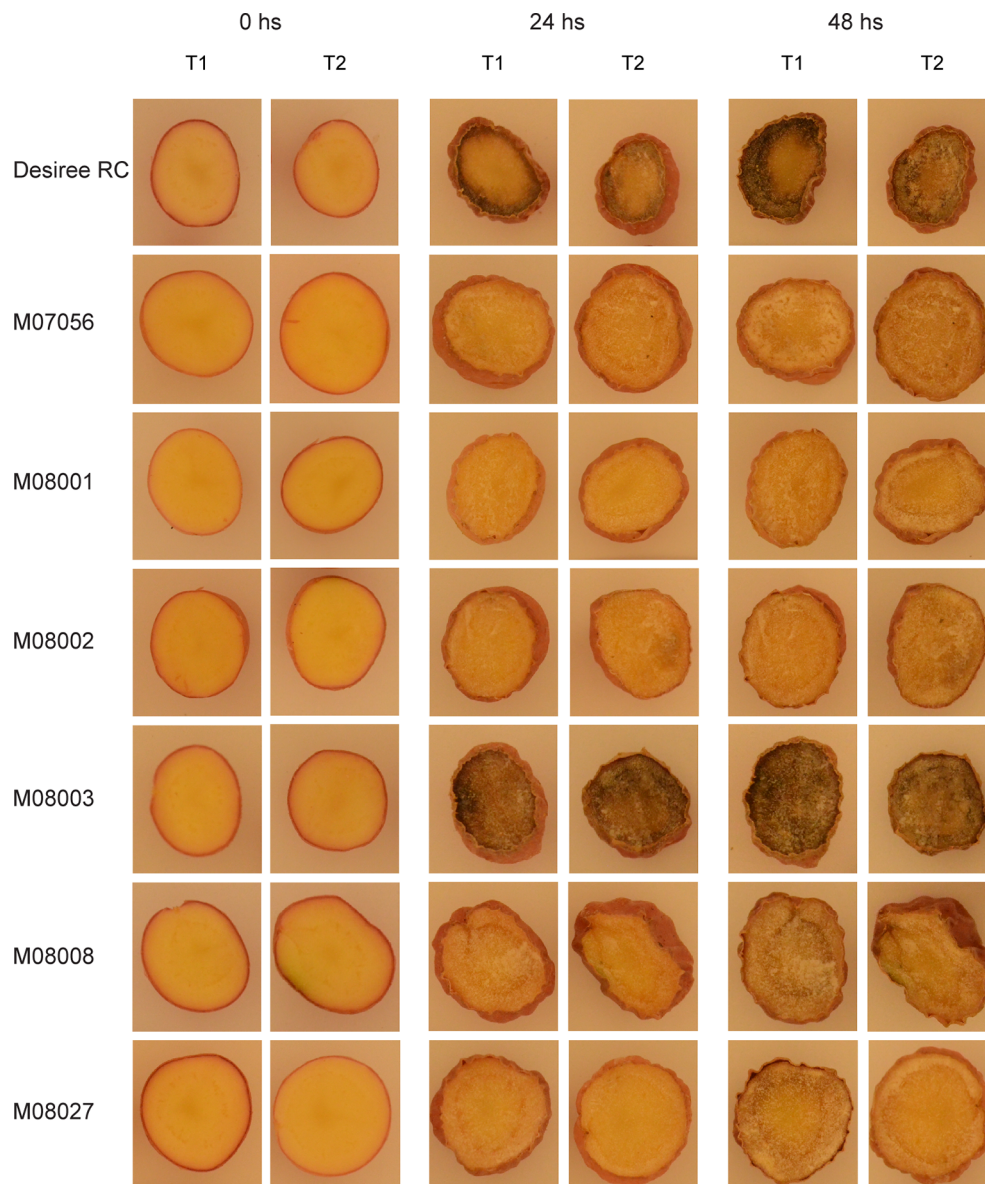 0 hs 24 hs 48 hs
T1 T2 T1 T2 T1 T2
Desiree RC
M07056
M08001
M08002
M08003
M08008
M08027